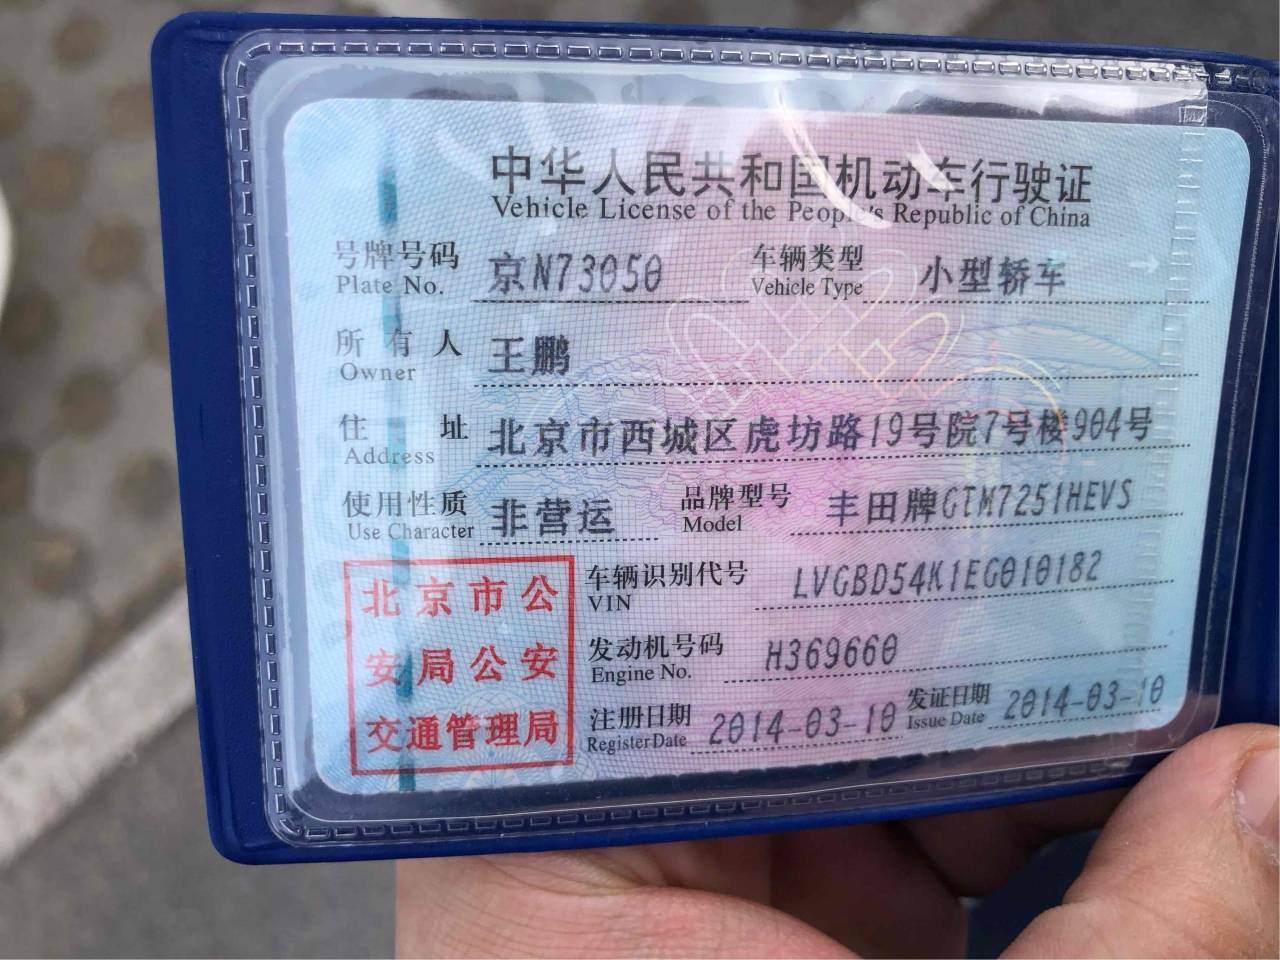 中华人民共和国机动车行驶证
Vehicle License of the People's Republic of China
号牌号码 京N73050 车辆类型 小型轿车
Plate No. Vehicle Type
所有人 王鹏
Owner
住址 北京市西城区虎坊路19号院7号楼904号
Address
使用性质 非营运 品牌型号 丰田牌GTM7251HEVS
Use Character Model
北京市公
安局公安
交通管理局
车辆识别代号 LVGBD54K1EG010182
VIN
发动机号码 H369660
Engine No.
注册日期 2014-03-10 发证日期 2014-03-10
Register Date Issue Date